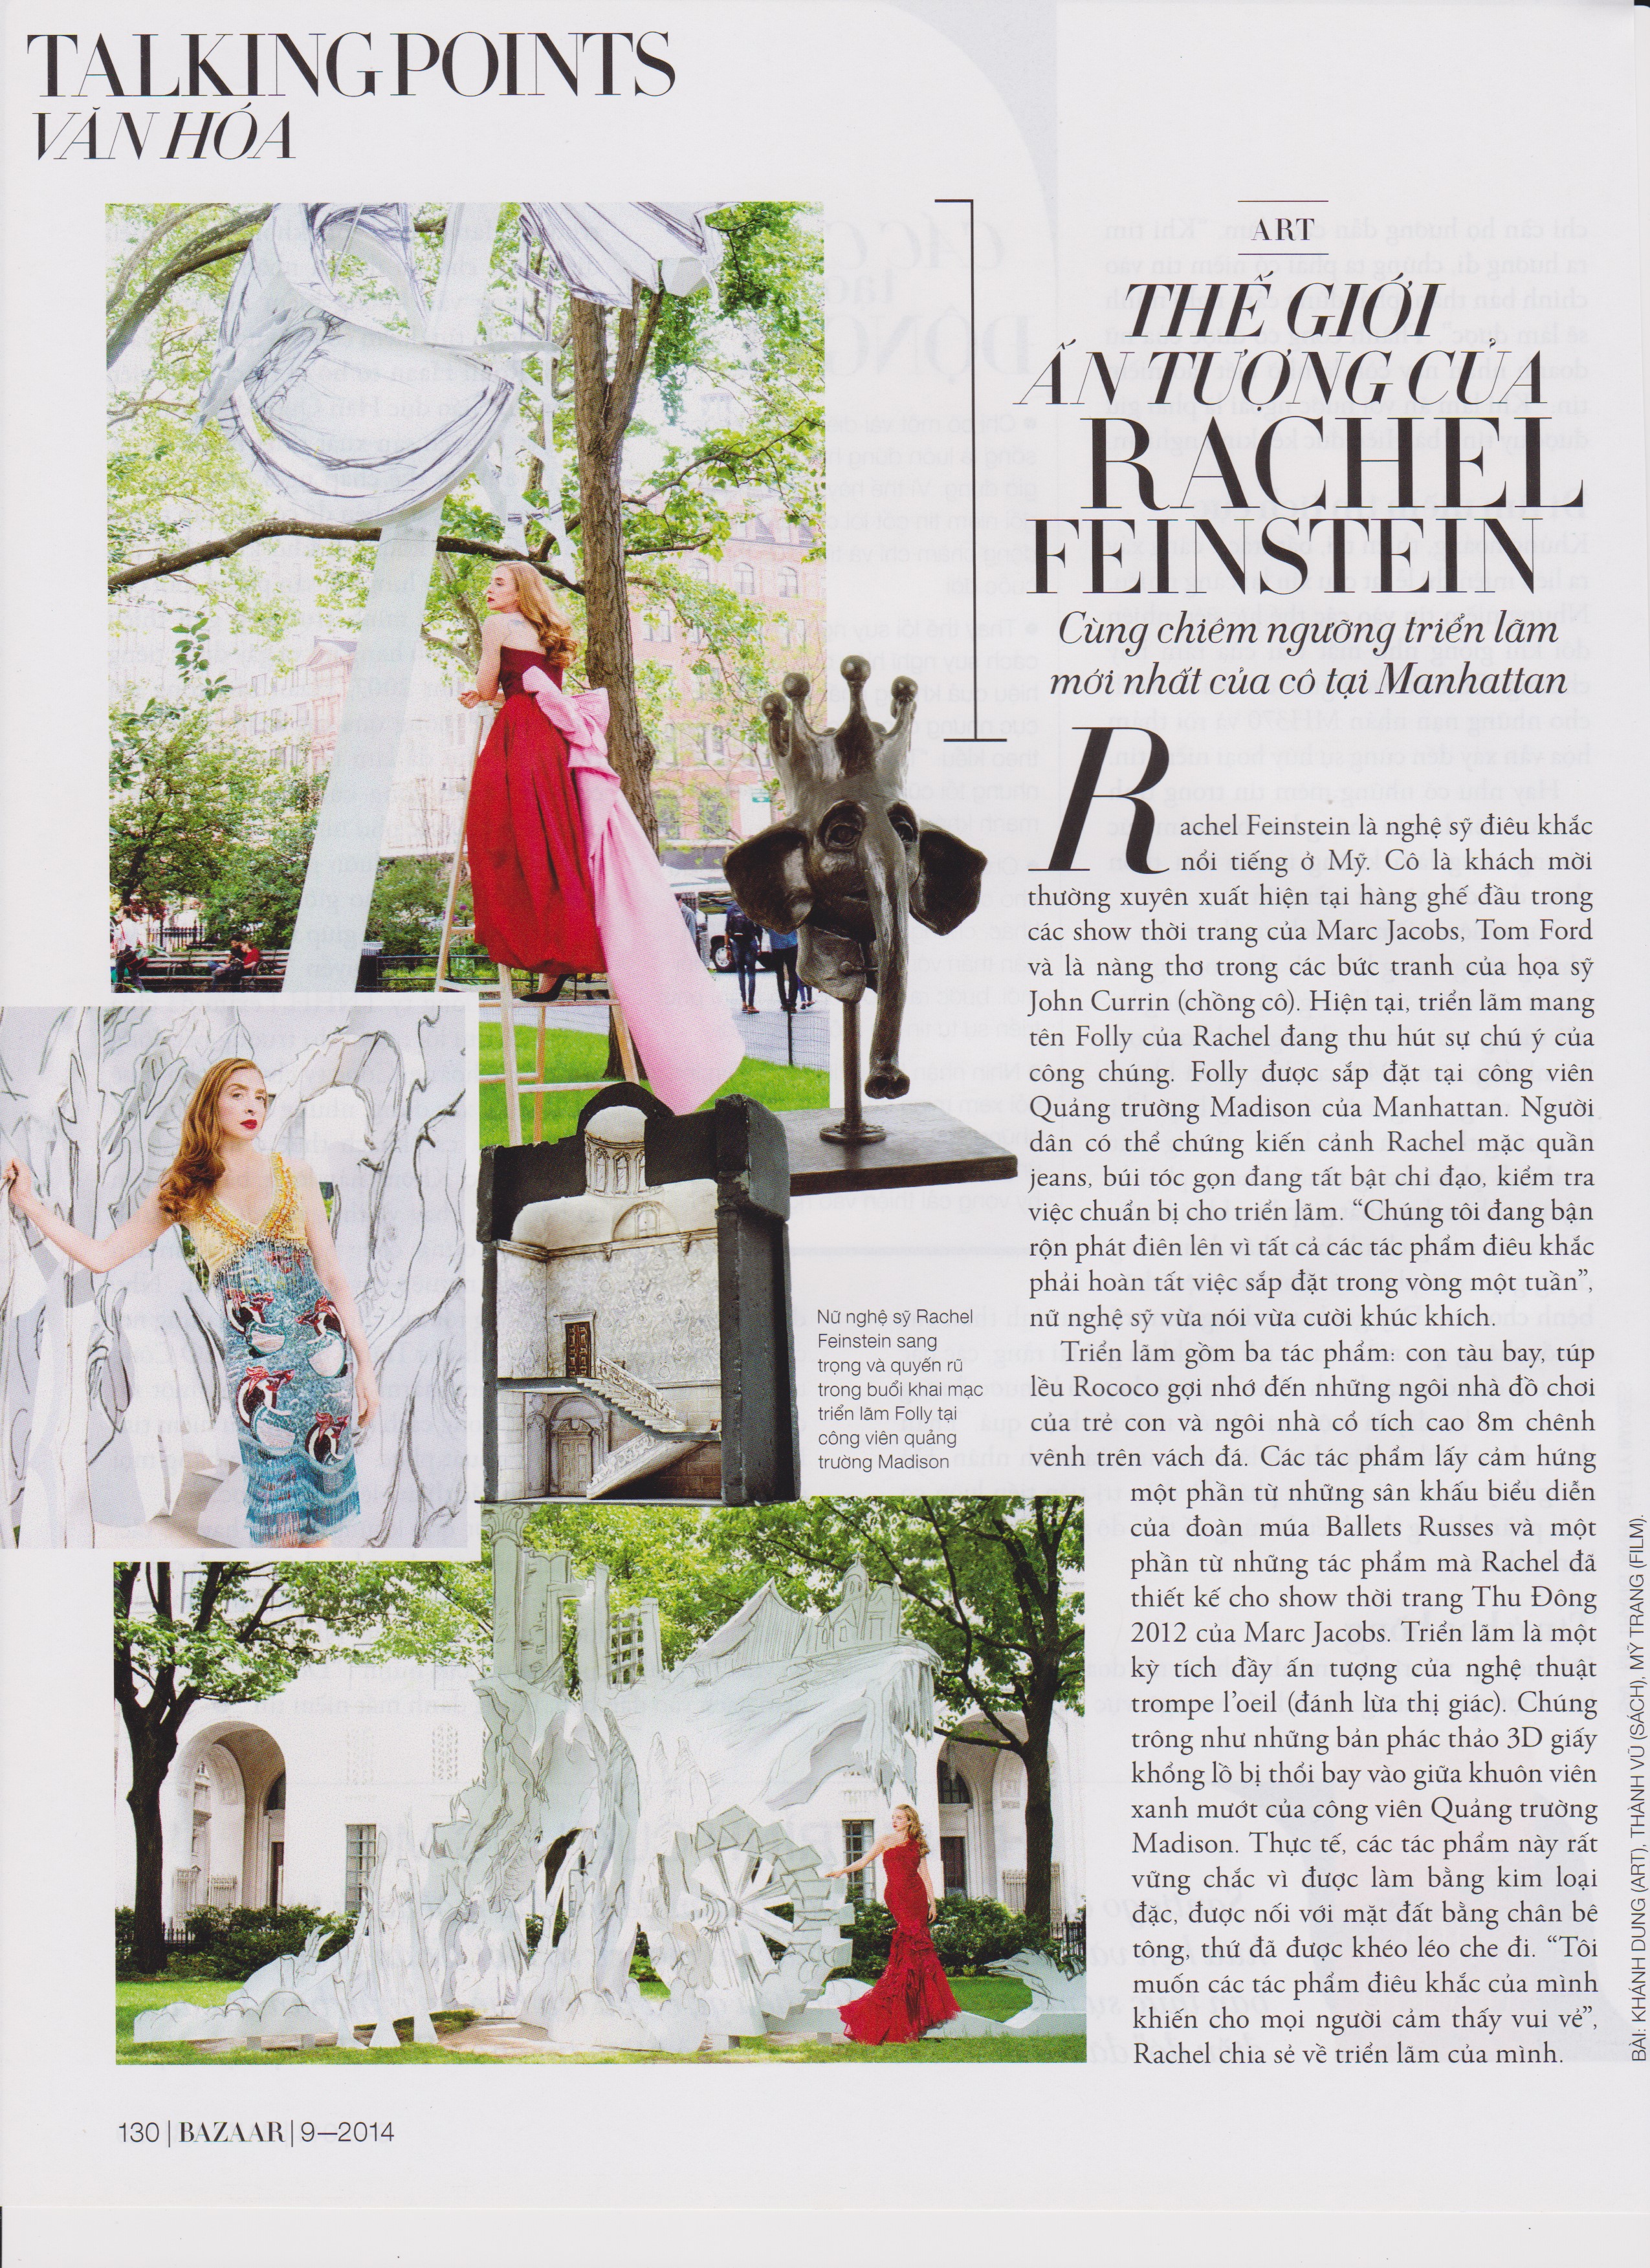 TALKING POINTS
VĂN HÓA
ART
THẾ GIỚI
ẤN TƯỢNG CỦA
RACHEL
FEINSTEIN
Cùng chiêm ngưỡng triển lãm
mới nhất của cô tại Manhattan
Rachel Feinstein là nghệ sỹ điêu khắc
nổi tiếng ở Mỹ. Cô là khách mời
thường xuyên xuất hiện tại hàng ghế đầu trong
các show thời trang của Marc Jacobs, Tom Ford
và là nàng thơ trong các bức tranh của họa sỹ
John Currin (chồng cô). Hiện tại, triển lãm mang
tên Folly của Rachel đang thu hút sự chú ý của
công chúng. Folly được sắp đặt tại công viên
Quảng trường Madison của Manhattan. Người
dân có thể chứng kiến cảnh Rachel mặc quần
jeans, búi tóc gọn đang tất bật chỉ đạo, kiểm tra
việc chuẩn bị cho triển lãm. “Chúng tôi đang bận
rộn phát điên lên vì tất cả các tác phẩm điêu khắc
phải hoàn tất việc sắp đặt trong vòng một tuần”,
nữ nghệ sỹ vừa nói vừa cười khúc khích.
Triển lãm gồm ba tác phẩm: con tàu bay, túp
lều Rococo gợi nhớ đến những ngôi nhà đồ chơi
của trẻ con và ngôi nhà cổ tích cao 8m chênh
vênh trên vách đá. Các tác phẩm lấy cảm hứng
một phần từ những sân khấu biểu diễn
của đoàn múa Ballets Russes và một
phần từ những tác phẩm mà Rachel đã
thiết kế cho show thời trang Thu Đông
2012 của Marc Jacobs. Triển lãm là một
kỳ tích đầy ấn tượng của nghệ thuật
trompe l’oeil (đánh lừa thị giác). Chúng
trông như những bản phác thảo 3D giấy
khổng lồ bị thổi bay vào giữa khuôn viên
xanh mướt của công viên Quảng trường
Madison. Thực tế, các tác phẩm này rất
vững chắc vì được làm bằng kim loại
đặc, được nối với mặt đất bằng chân bê
tông, thứ đã được khéo léo che đi. “Tôi
muốn các tác phẩm điêu khắc của mình
khiến cho mọi người cảm thấy vui vẻ”,
Rachel chia sẻ về triển lãm của mình.
Nữ nghệ sỹ Rachel
Feinstein sang
trọng và quyến rũ
trong buổi khai mạc
triển lãm Folly tại
công viên quảng
trường Madison
BÀI: KHÁNH DUNG (ART), THÀNH VŨ (SÁCH), MỸ TRANG (FILM).
130 | BAZAAR | 9—2014